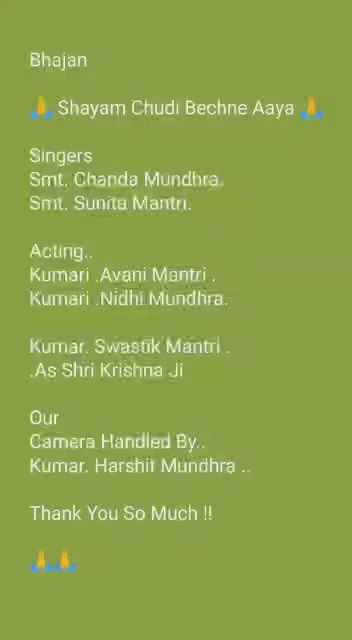 Bhajan
🙏 Shayam Chudi Bechne Aaya 🙏
Singers
Smt. Chanda Mundhra.
Smt. Sunita Mantri.
Acting..
Kumari .Avani Mantri .
Kumari .Nidhi Mundhra.
Kumar. Swastik Mantri .
.As Shri Krishna Ji
Our
Camera Handled By..
Kumar. Harshit Mundhra ..
Thank You So Much !!
🙏🙏